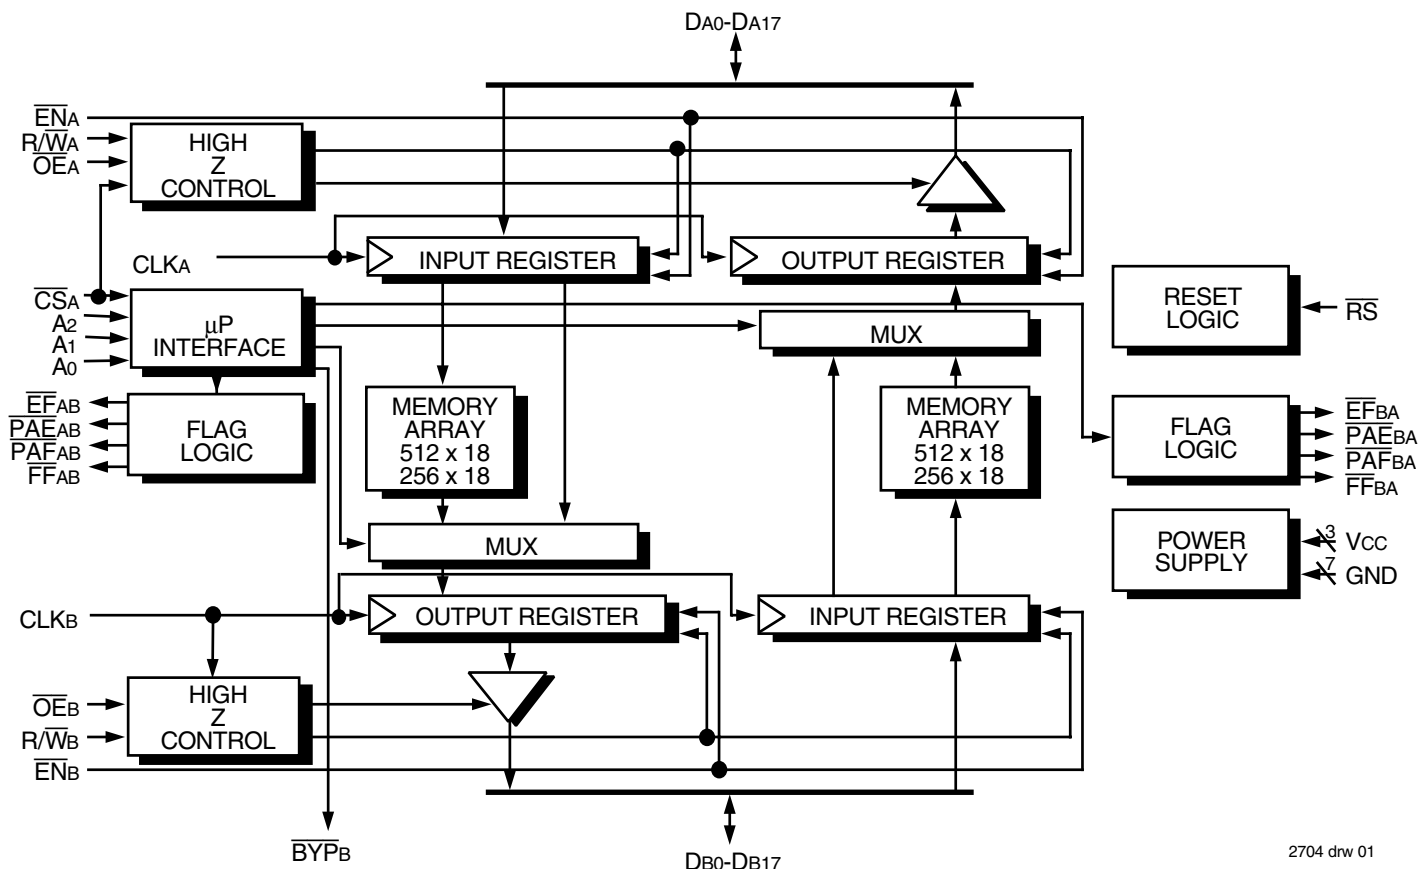 DA0-DA17
ENA
R/WA
OEA
HIGH
Z
CONTROL
CLKA
INPUT REGISTER
OUTPUT REGISTER
CSA
A2
A1
A0
µP
INTERFACE
MUX
RESET
LOGIC
RS
EFAB
PAEAB
PAFAB
FFAB
FLAG
LOGIC
MEMORY
ARRAY
512 x 18
256 x 18
MEMORY
ARRAY
512 x 18
256 x 18
FLAG
LOGIC
EFBA
PAEBA
PAFBA
FFBA
MUX
POWER
SUPPLY
3
VCC
7
GND
CLKB
OUTPUT REGISTER
INPUT REGISTER
OEB
R/WB
ENB
HIGH
Z
CONTROL
BYPB
DB0-DB17
2704 drw 01